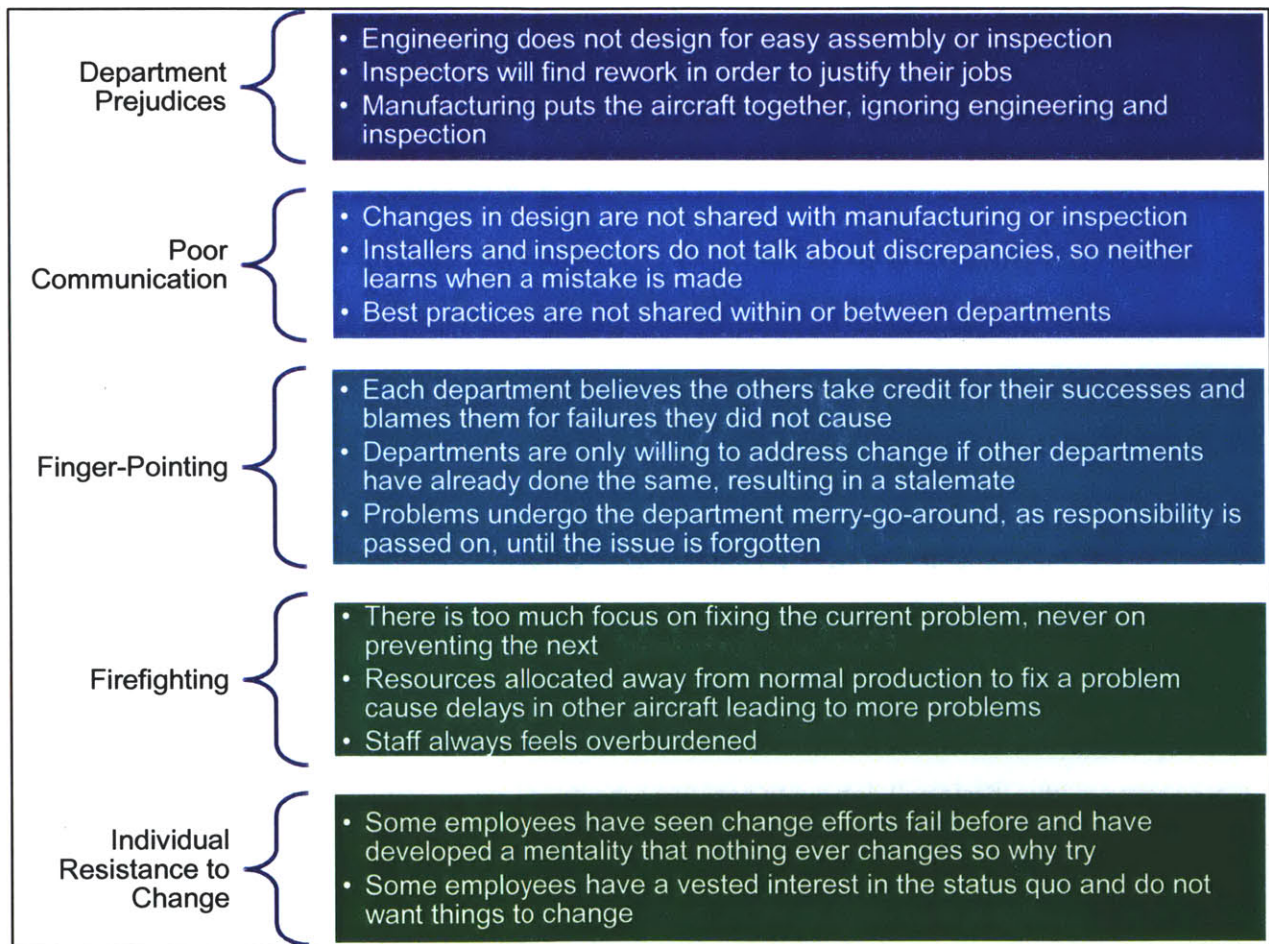 Department
Prejudices
• Engineering does not design for easy assembly or inspection
• Inspectors will find rework in order to justify their jobs
• Manufacturing puts the aircraft together, ignoring engineering and
inspection
Poor
Communication
• Changes in design are not shared with manufacturing or inspection
• Installers and inspectors do not talk about discrepancies, so neither
learns when a mistake is made
• Best practices are not shared within or between departments
Finger-Pointing
• Each department believes the others take credit for their successes and
blames them for failures they did not cause
• Departments are only willing to address change if other departments
have already done the same, resulting in a stalemate
• Problems undergo the department merry-go-around, as responsibility is
passed on, until the issue is forgotten
Firefighting
• There is too much focus on fixing the current problem, never on
preventing the next
• Resources allocated away from normal production to fix a problem
cause delays in other aircraft leading to more problems
• Staff always feels overburdened
Individual
Resistance to
Change
• Some employees have seen change efforts fail before and have
developed a mentality that nothing ever changes so why try
• Some employees have a vested interest in the status quo and do not
want things to change